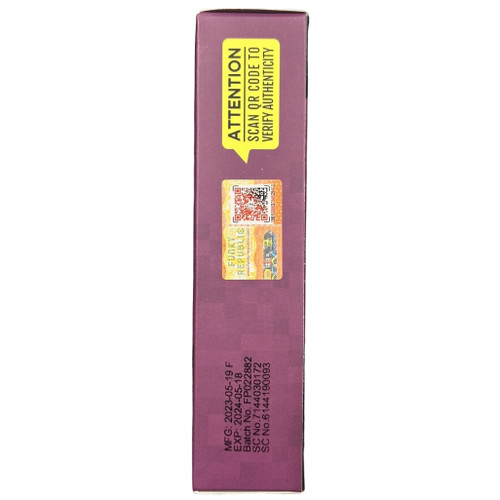 ATTENTION
SCAN QR CODE TO
VERIFY AUTHENTICITY
FUNKY
REPUBLIC
MFG: 2023-05-19 F
EXP: 2024-05-18
Batch No. FP022882
SC No.7144030172
SC No.6144190093